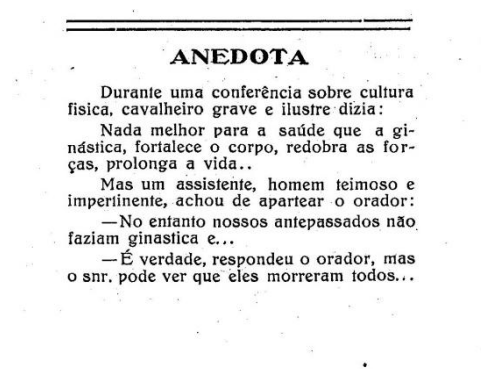 ANEDOTA
Durante uma conferência sobre cultura
fisica, cavalheiro grave e ilustre dizia:
Nada melhor para a saúde que a gi-
nástica, fortalece o corpo, redobra as for-
ças, prolonga a vida..
Mas um assistente, homem teimoso e
impertinente, achou de apartear o orador:
—No entanto nossos antepassados não
faziam ginastica e...
—É verdade, respondeu o orador, mas
o snr. pode ver que eles morreram todos...